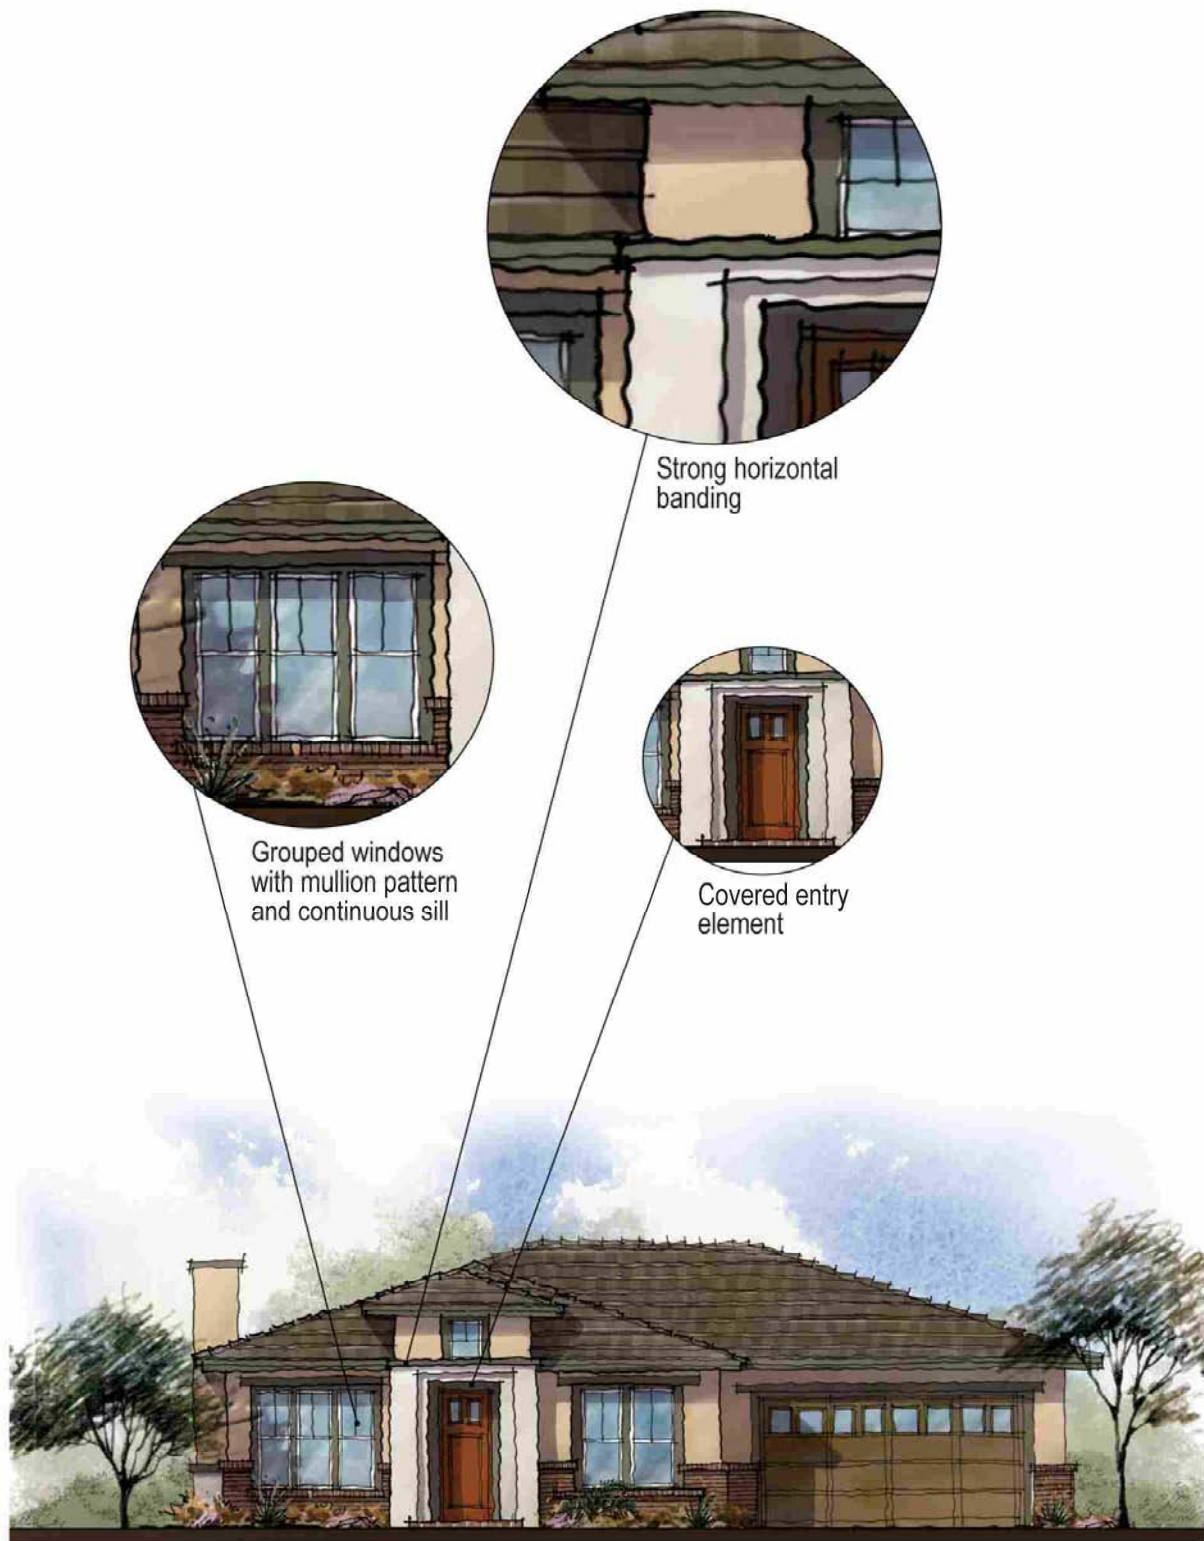 Strong horizontal
banding
Grouped windows
with mullion pattern
and continuous sill
Covered entry
element